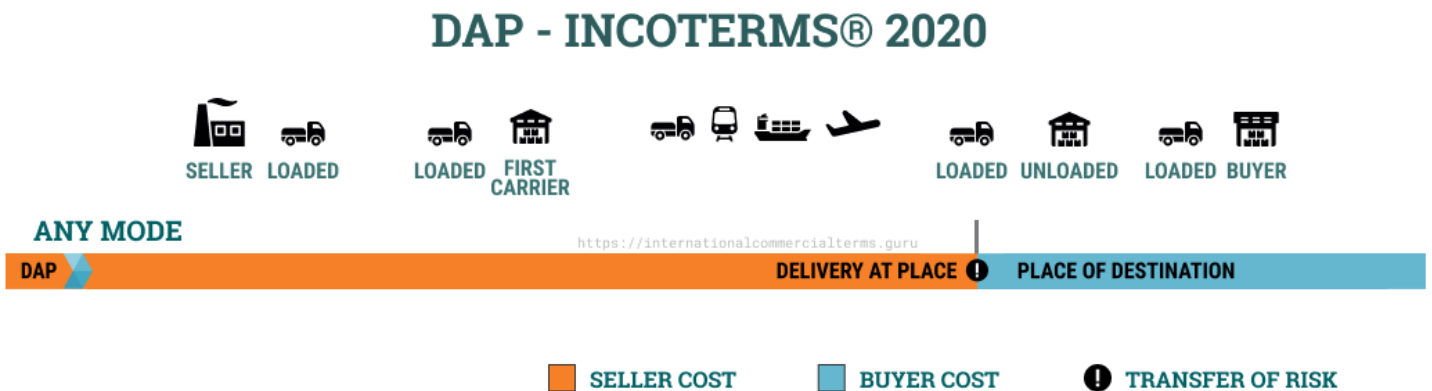 DAP - INCOTERMS® 2020
SELLER LOADED LOADED FIRST CARRIER LOADED UNLOADED LOADED BUYER
ANY MODE
https://internationalcommercialterms.guru
DAP DELIVERY AT PLACE ! PLACE OF DESTINATION
SELLER COST BUYER COST ! TRANSFER OF RISK